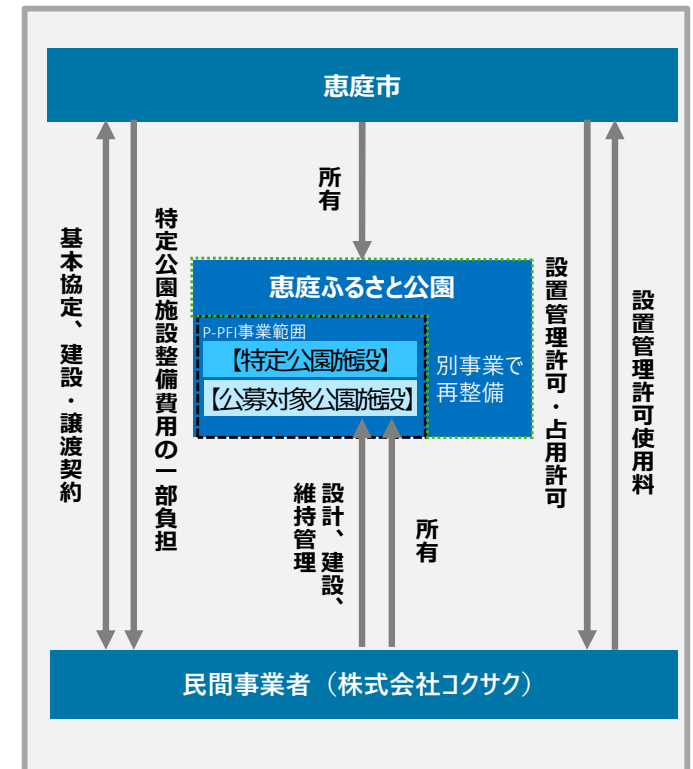 恵庭市
基本協定、建設・譲渡契約
特定公園施設整備費用の一部負担
所有
恵庭ふるさと公園
P-PFI事業範囲
【特定公園施設】
【公募対象公園施設】
別事業で
再整備
設計、建設、
維持管理
所有
設置管理許可・占用許可
設置管理許可使用料
民間事業者（株式会社コクサク）